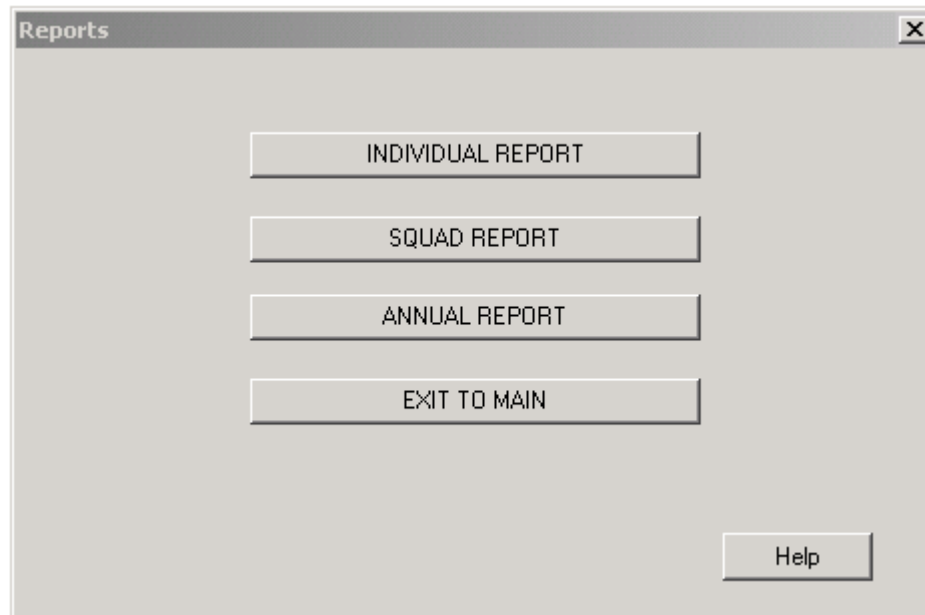 Reports
INDIVIDUAL REPORT
SQUAD REPORT
ANNUAL REPORT
EXIT TO MAIN
Help